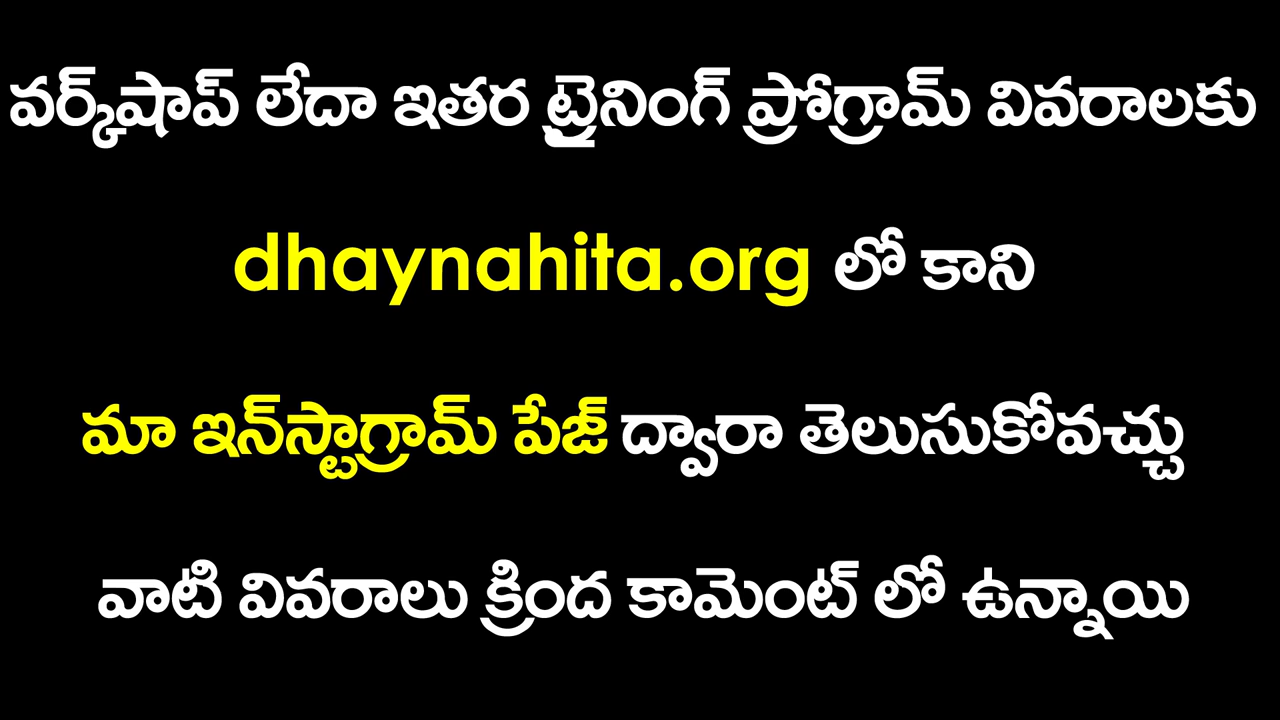 వర్క్‌షాప్ లేదా ఇతర ట్రైనింగ్ ప్రోగ్రామ్ వివరాలకు
dhaynahita.org లో కాని
మా ఇన్‌స్టాగ్రామ్ పేజ్ ద్వారా తెలుసుకోవచ్చు
వాటి వివరాలు క్రింద కామెంట్ లో ఉన్నాయి